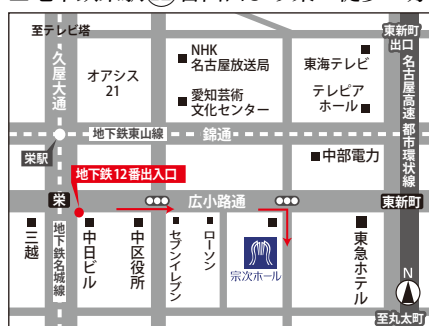 至テレビ塔
久屋大通
オアシス
21
NHK
名古屋放送局
愛知芸術
文化センター
東海テレビ
テレピア
ホール
東新町
出口
名古屋高速 都市環状線
地下鉄東山線
錦通
栄駅
中部電力
地下鉄12番出入口
栄
広小路通
東新町
三越
地下鉄名城線
中日ビル
中区役所
セブンイレブン
ローソン
宗次ホール
東急ホテル
N
至丸太町